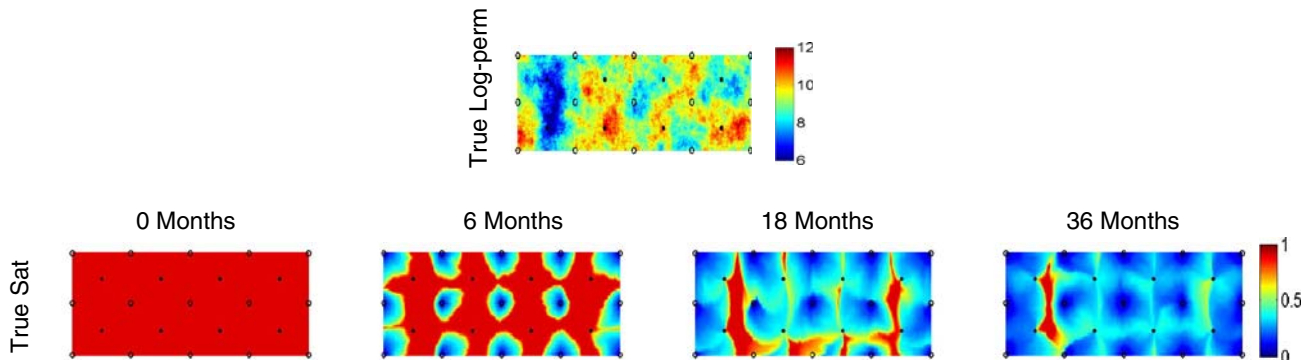 True Log-perm
12
10
8
6
0 Months
6 Months
18 Months
36 Months
True Sat
1
0.5
0